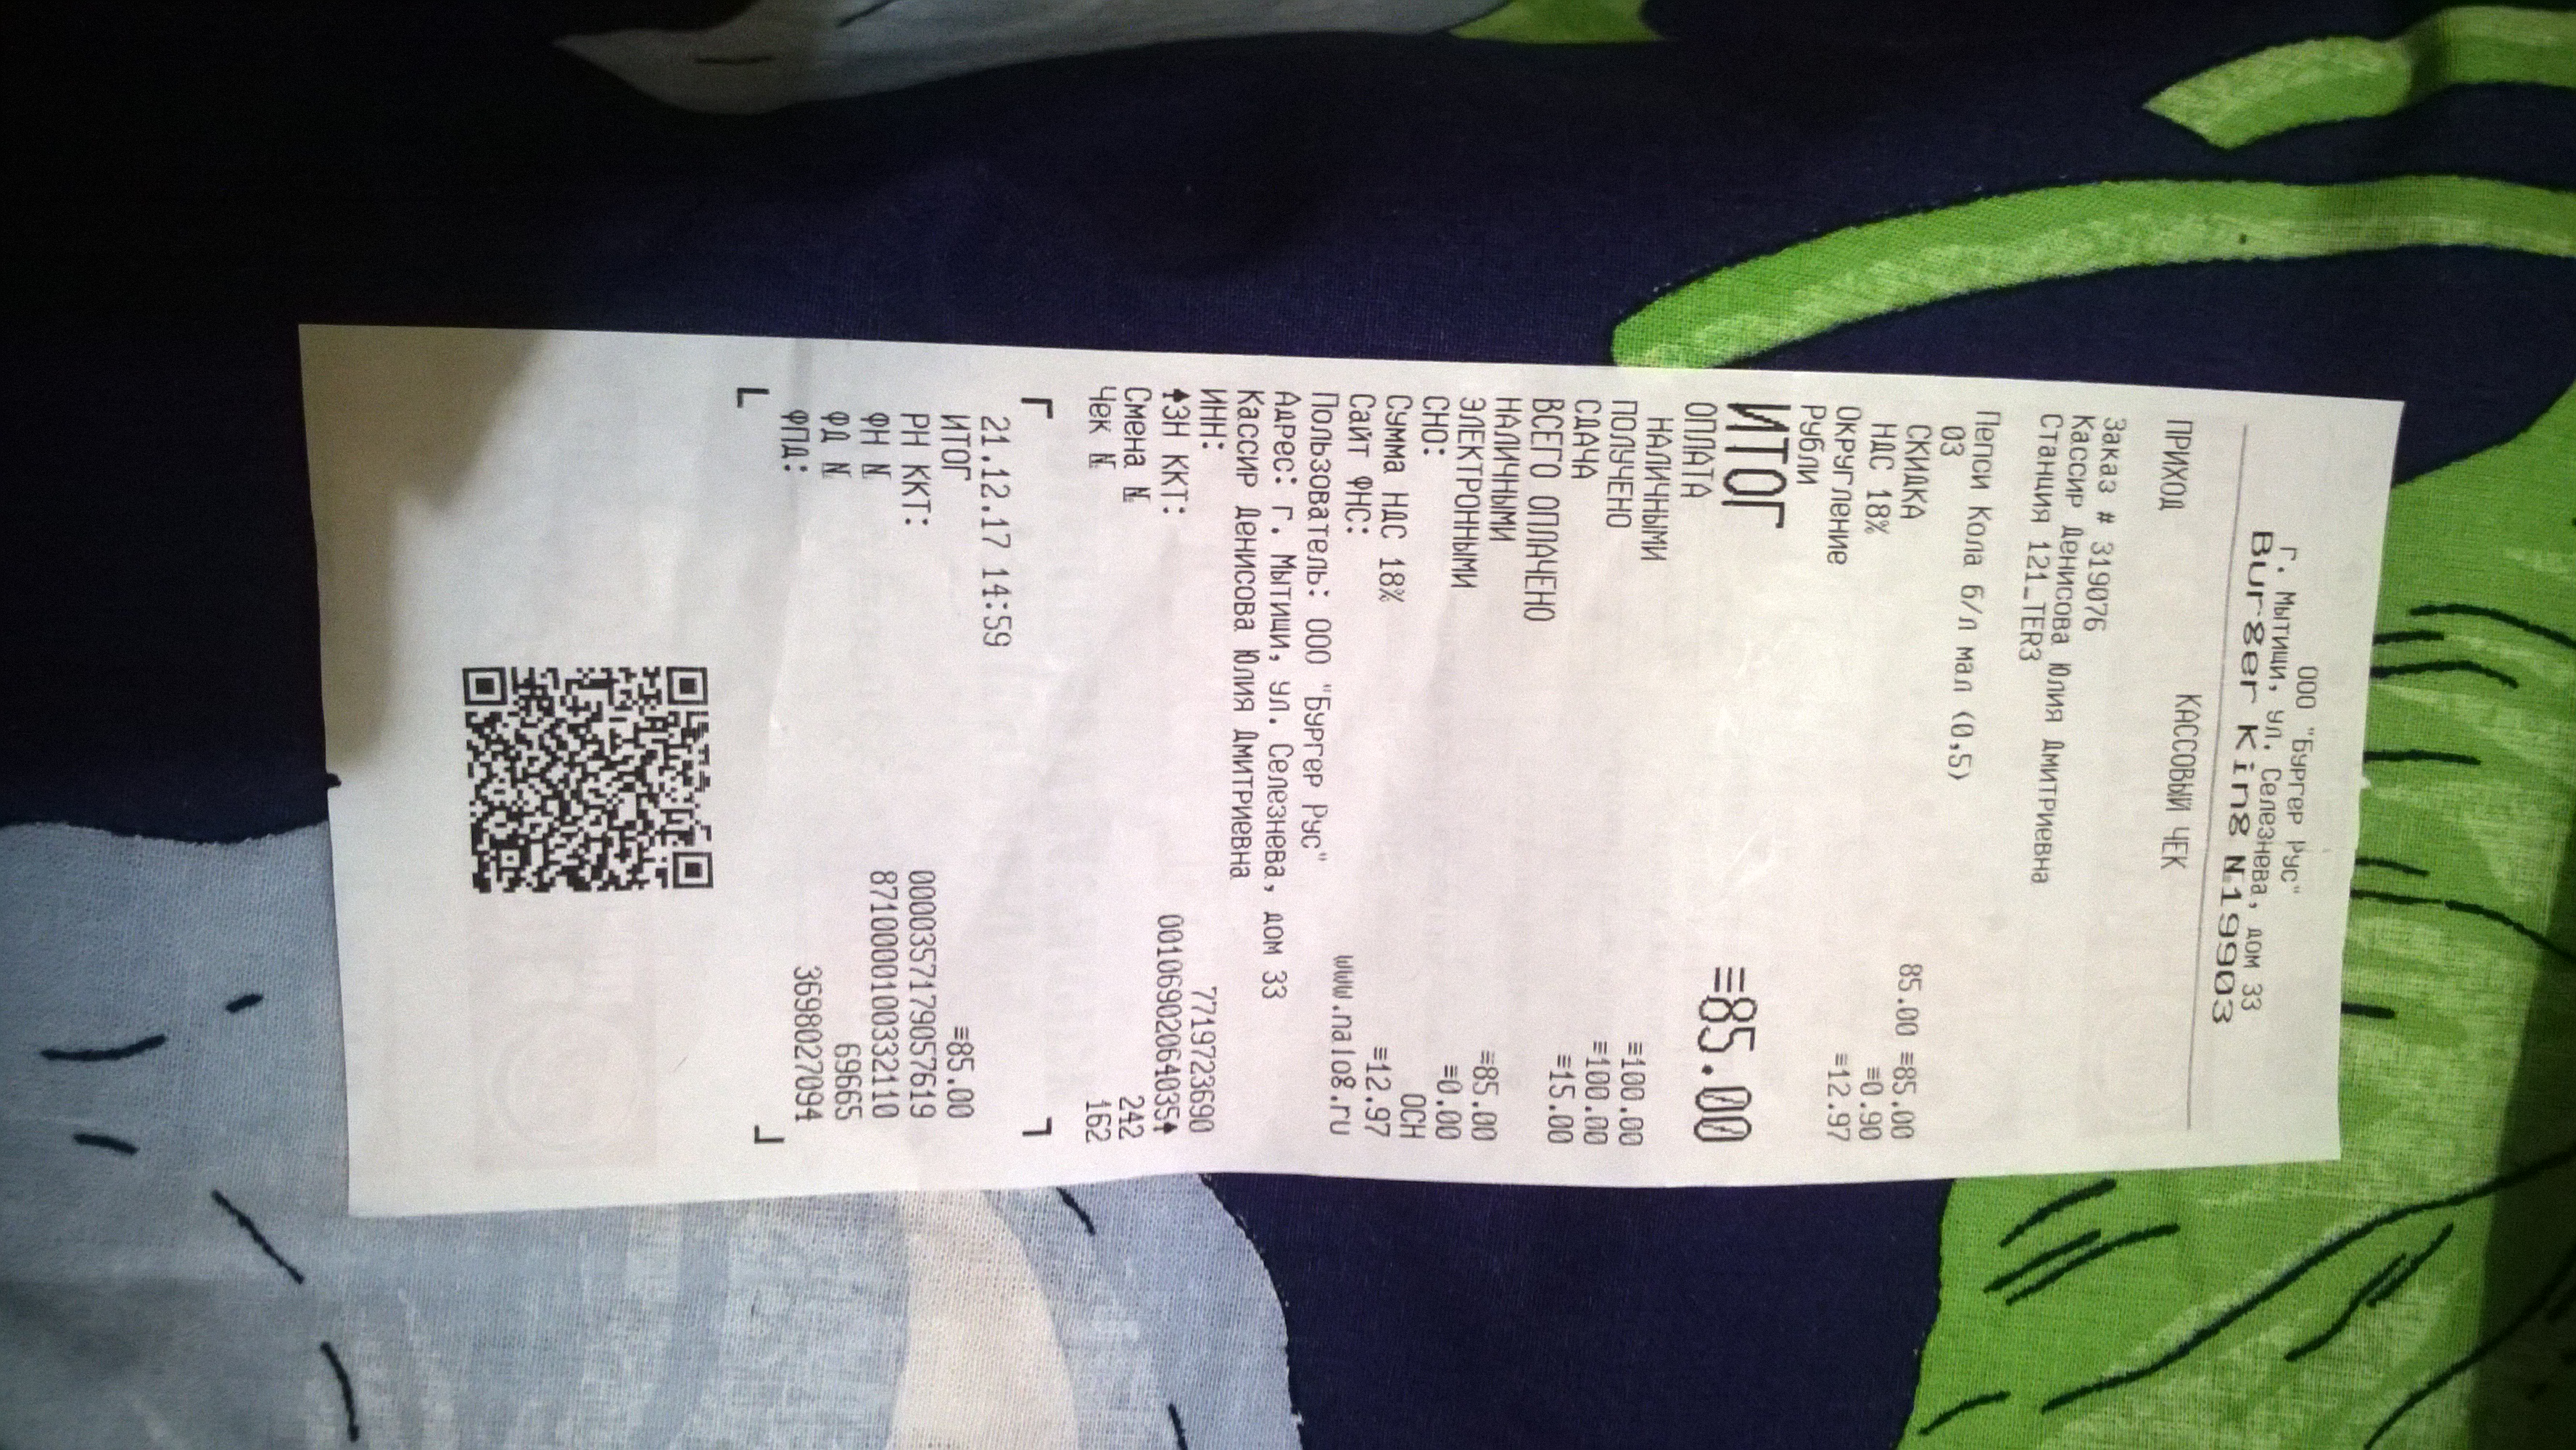 ООО "Бургер Рус"
г. Мытищи, ул. Селезнева, дом 33
Burger King №19903
ПРИХОД КАССОВЫЙ ЧЕК
Заказ # 319076
Кассир Денисова Юлия Дмитриевна
Станция 121_TER3
Пепси Кола б/л мал (0,5)
03 85.00 ≡85.00
СКИДКА ≡0.90
НДС 18% ≡12.97
Округление
Рубли
ИТОГ ≡85.00
ОПЛАТА
НАЛИЧНЫМИ ≡100.00
ПОЛУЧЕНО ≡100.00
СДАЧА ≡15.00
ВСЕГО ОПЛАЧЕНО
НАЛИЧНЫМИ ≡85.00
ЭЛЕКТРОННЫМИ ≡0.00
СНО: ОСН
Сумма НДС 18% ≡12.97
Сайт ФНС: www.nalog.ru
Пользователь: ООО "Бургер Рус"
Адрес: г. Мытищи, ул. Селезнева, дом 33
Кассир Денисова Юлия Дмитриевна
ИНН: 7719723690
♠ЗН ККТ: 00106902064035♠
Смена № 242
Чек № 162
21.12.17 14:59
ИТОГ ≡85.00
РН ККТ: 0000357179057619
ФН № 8710000100332110
ФД № 69665
ФПД: 3698027094